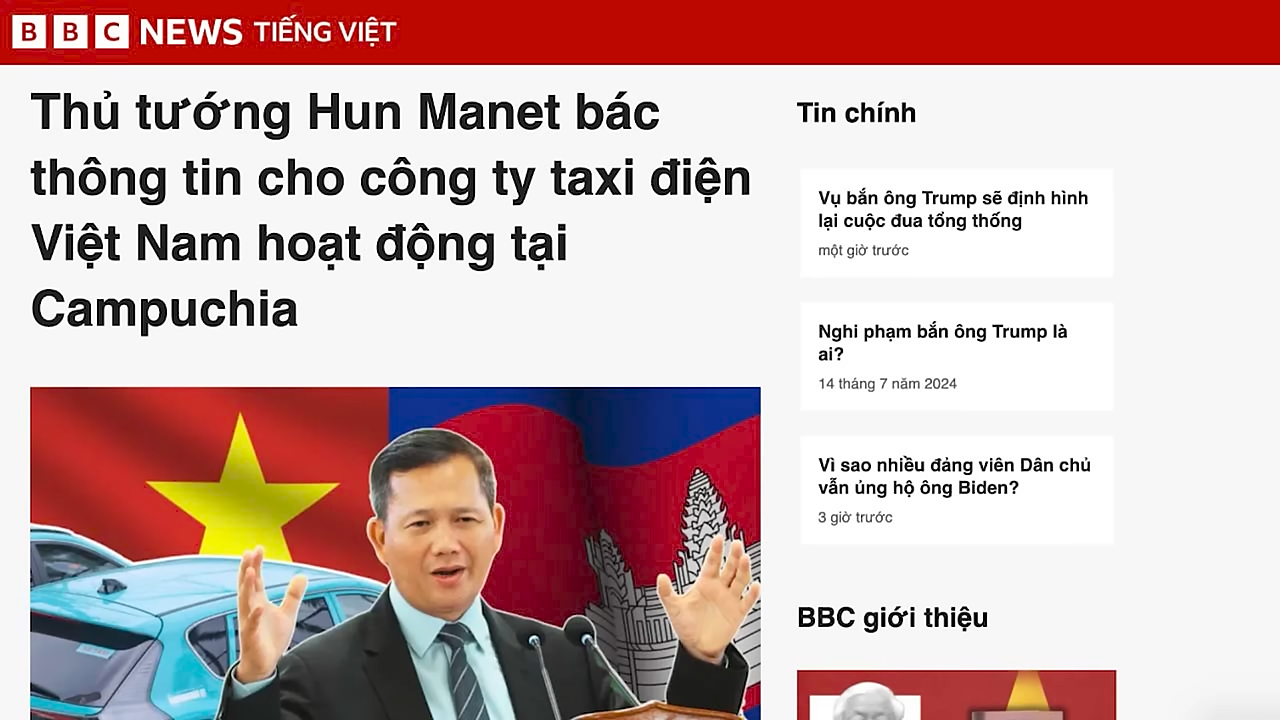 BBC NEWS TIẾNG VIỆT
Thủ tướng Hun Manet bác
thông tin cho công ty taxi điện
Việt Nam hoạt động tại
Campuchia
Tin chính
Vụ bắn ông Trump sẽ định hình
lại cuộc đua tổng thống
một giờ trước
Nghi phạm bắn ông Trump là
ai?
14 tháng 7 năm 2024
Vì sao nhiều đảng viên Dân chủ
vẫn ủng hộ ông Biden?
3 giờ trước
BBC giới thiệu